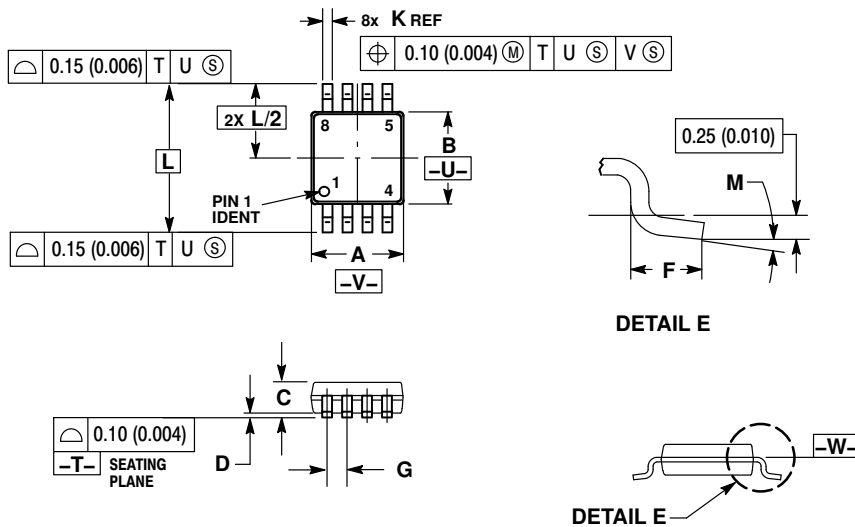 8x K REF
⌖ 0.10 (0.004) Ⓜ T U Ⓢ V Ⓢ
⌓ 0.15 (0.006) T U Ⓢ
2X L/2
8 5
B
–U–
L
1
4
PIN 1
IDENT
⌓ 0.15 (0.006) T U Ⓢ
A
–V–
0.25 (0.010)
M
F
DETAIL E
C
⌓ 0.10 (0.004)
–T– SEATING
PLANE
D
G
–W–
DETAIL E